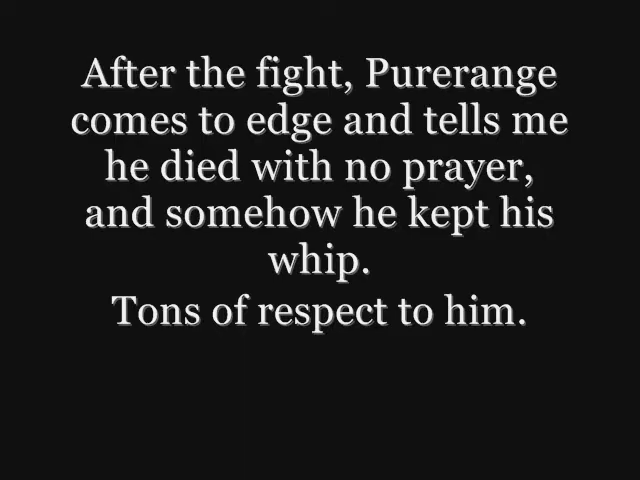 After the fight, Purerange
comes to edge and tells me
he died with no prayer,
and somehow he kept his
whip.
Tons of respect to him.